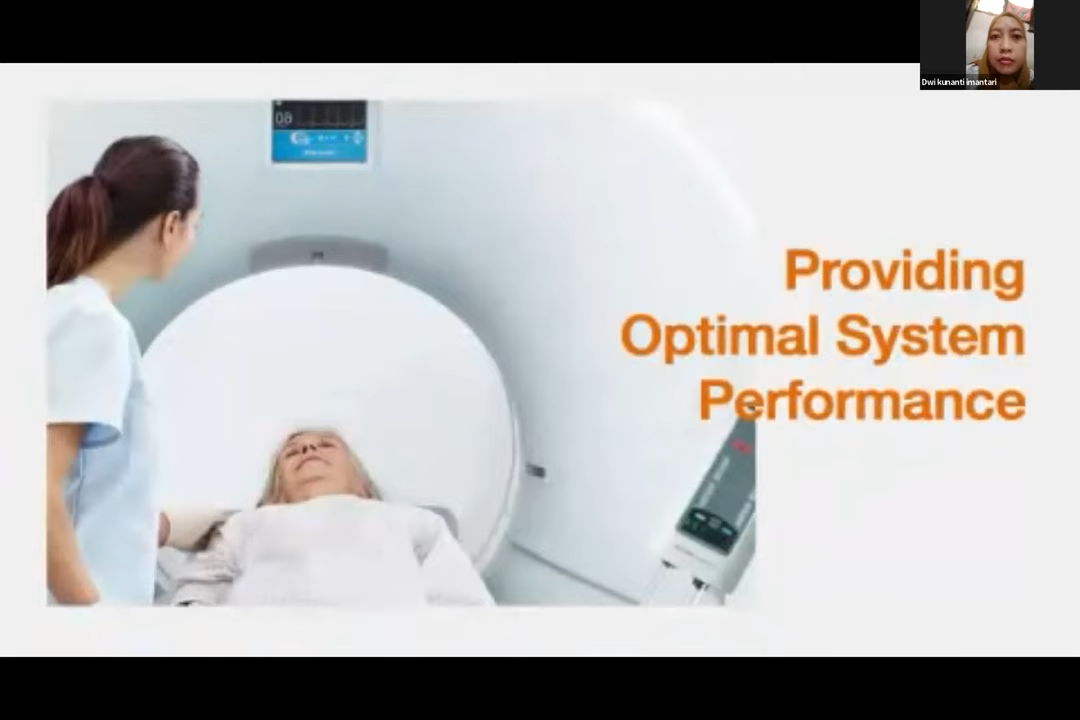 Dwi kunanti imantari
Providing
Optimal System
Performance